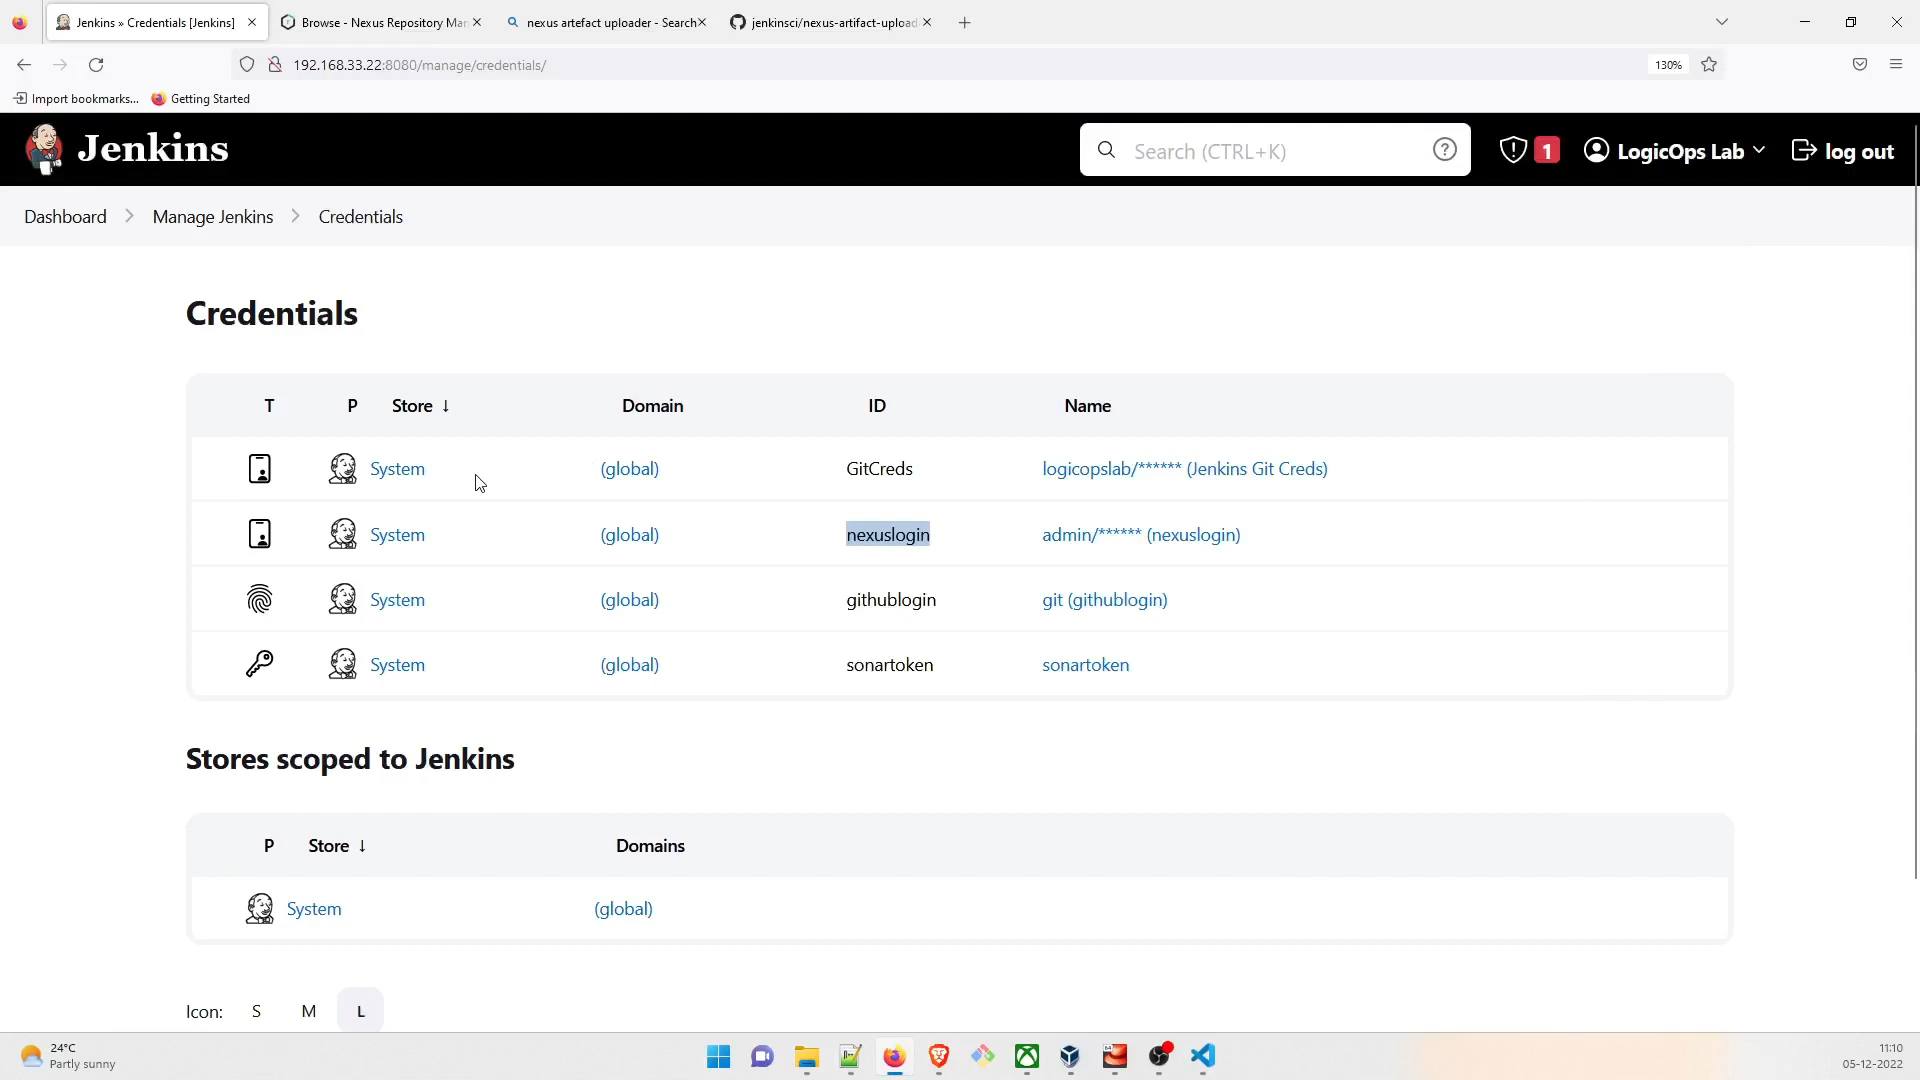 Jenkins » Credentials [Jenkins]
Browse - Nexus Repository Man
nexus artefact uploader - Search
jenkinsci/nexus-artifact-upload
192.168.33.22:8080/manage/credentials/
130%
Import bookmarks...
Getting Started
Jenkins
Search (CTRL+K)
1
LogicOps Lab
log out
Dashboard
Manage Jenkins
Credentials
Credentials
T P Store ↓ Domain ID Name
System (global) GitCreds logicopslab/****** (Jenkins Git Creds)
System (global) nexuslogin admin/****** (nexuslogin)
System (global) githublogin git (githublogin)
System (global) sonartoken sonartoken
Stores scoped to Jenkins
P Store ↓ Domains
System (global)
Icon: S M L
24°C
Partly sunny
11:10
05-12-2022